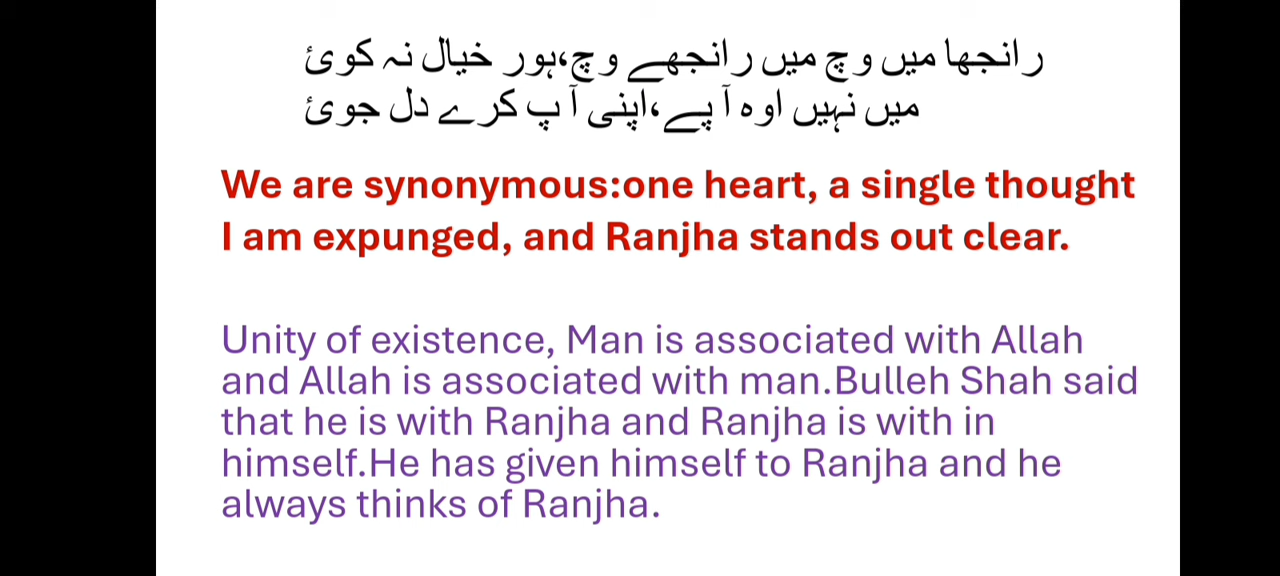 رانجھا میں وچ میں رانجھے وچ،ہور خیال نہ کوئ
میں نہیں اوہ آپے،اپنی آپ کرے دل جوئ
We are synonymous:one heart, a single thought
I am expunged, and Ranjha stands out clear.
Unity of existence, Man is associated with Allah
and Allah is associated with man.Bulleh Shah said
that he is with Ranjha and Ranjha is with in
himself.He has given himself to Ranjha and he
always thinks of Ranjha.